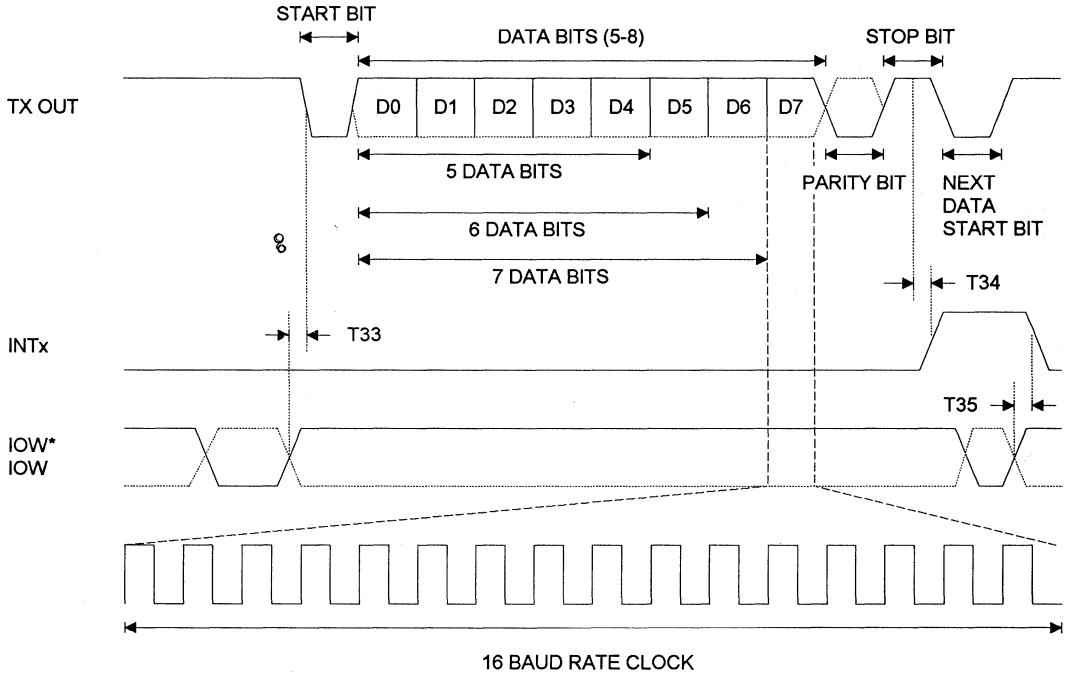 START BIT
DATA BITS (5-8)
STOP BIT
TX OUT
D0 D1 D2 D3 D4 D5 D6 D7
5 DATA BITS
PARITY BIT
NEXT
DATA
START BIT
6 DATA BITS
7 DATA BITS
T34
T33
INTx
T35
IOW*
IOW
16 BAUD RATE CLOCK